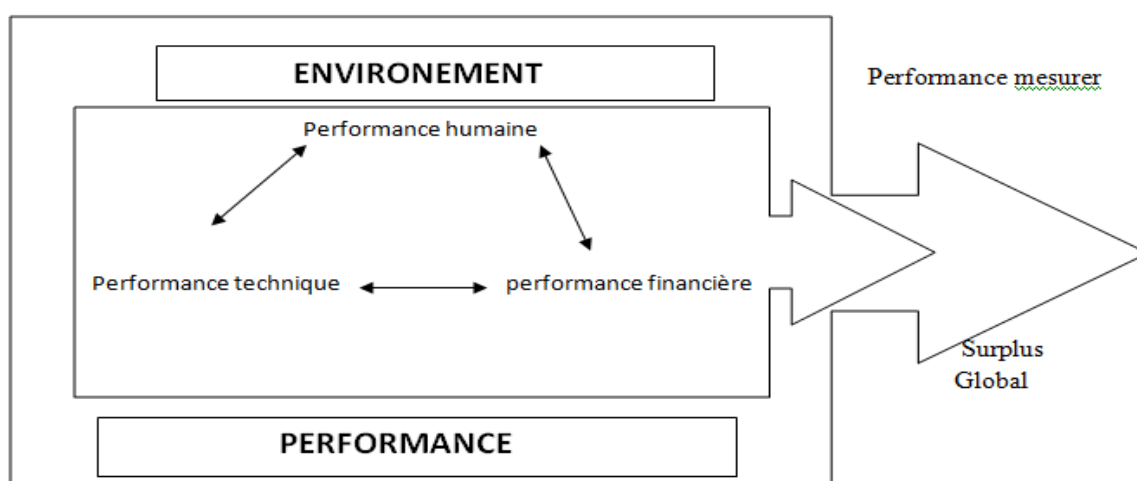 ENVIRONEMENT
Performance mesurer
Performance humaine
Performance technique
performance financière
Surplus
Global
PERFORMANCE